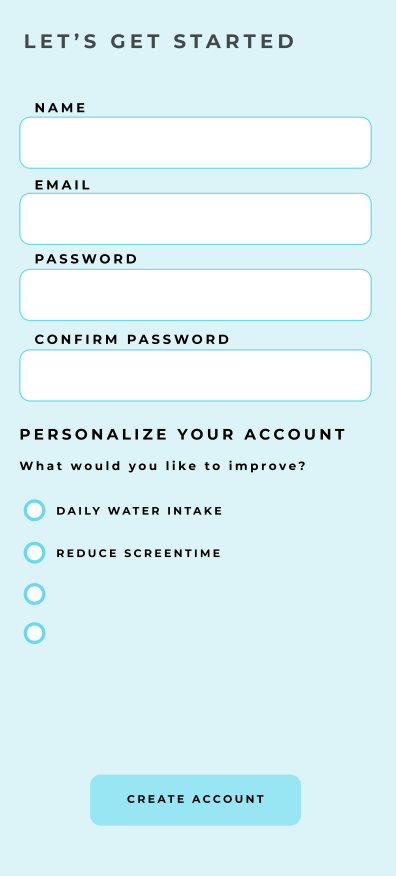 LET’S GET STARTED
NAME
EMAIL
PASSWORD
CONFIRM PASSWORD
PERSONALIZE YOUR ACCOUNT
What would you like to improve?
DAILY WATER INTAKE
REDUCE SCREENTIME
CREATE ACCOUNT